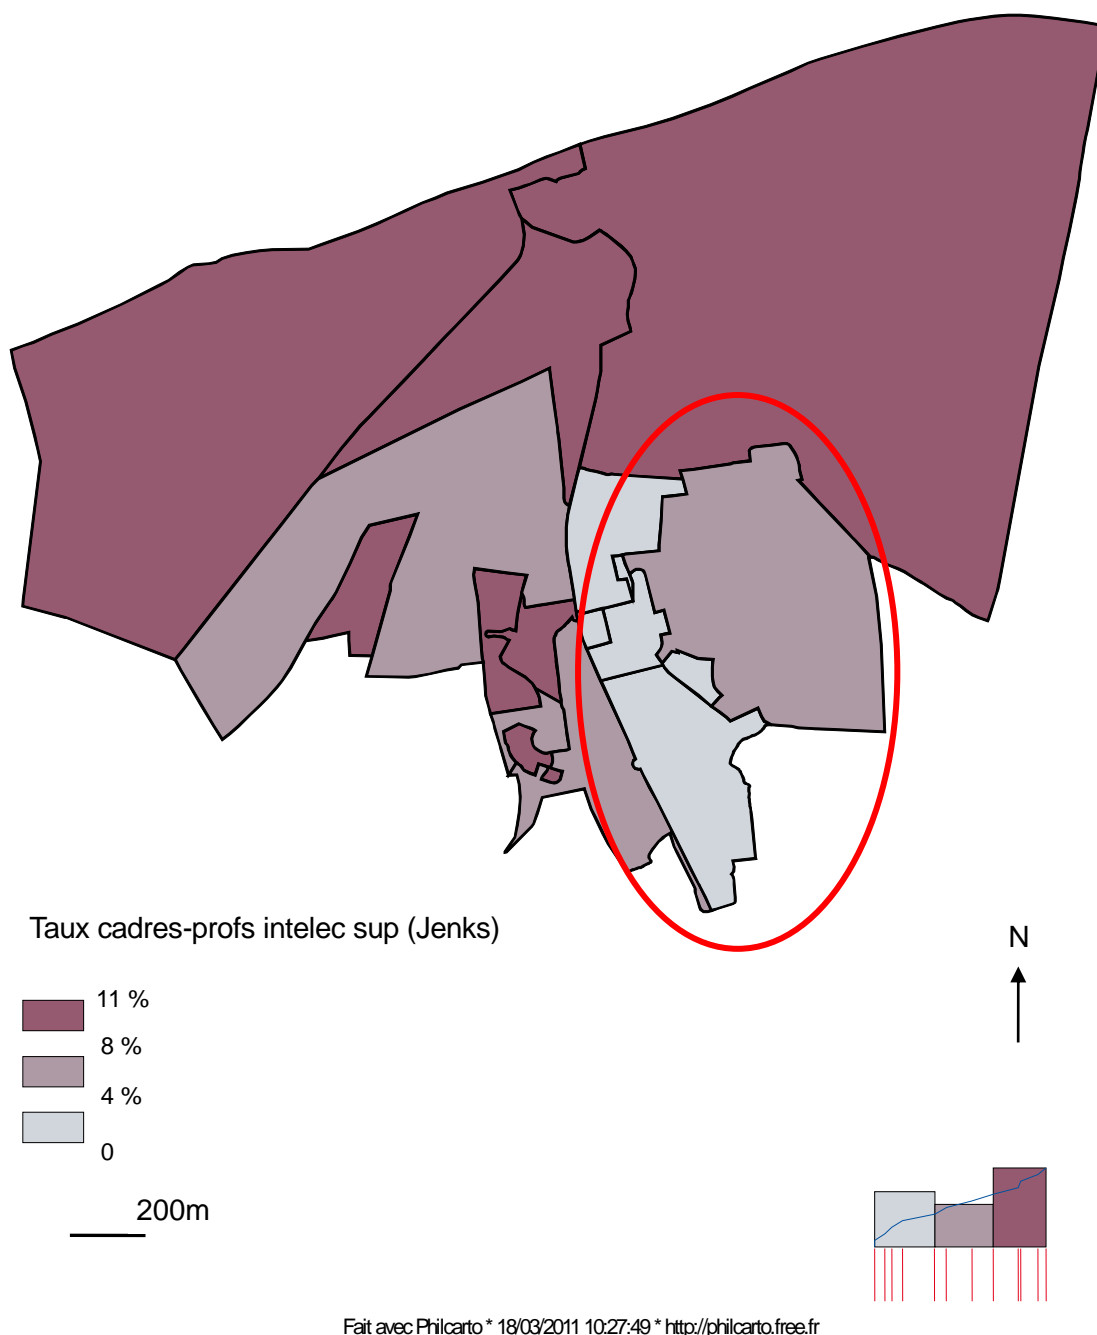 Taux cadres-profs intelec sup (Jenks)
N
11 %
8 %
4 %
0
200m
Fait avec Philcarto * 18/03/2011 10:27:49 * http://philcarto.free.fr